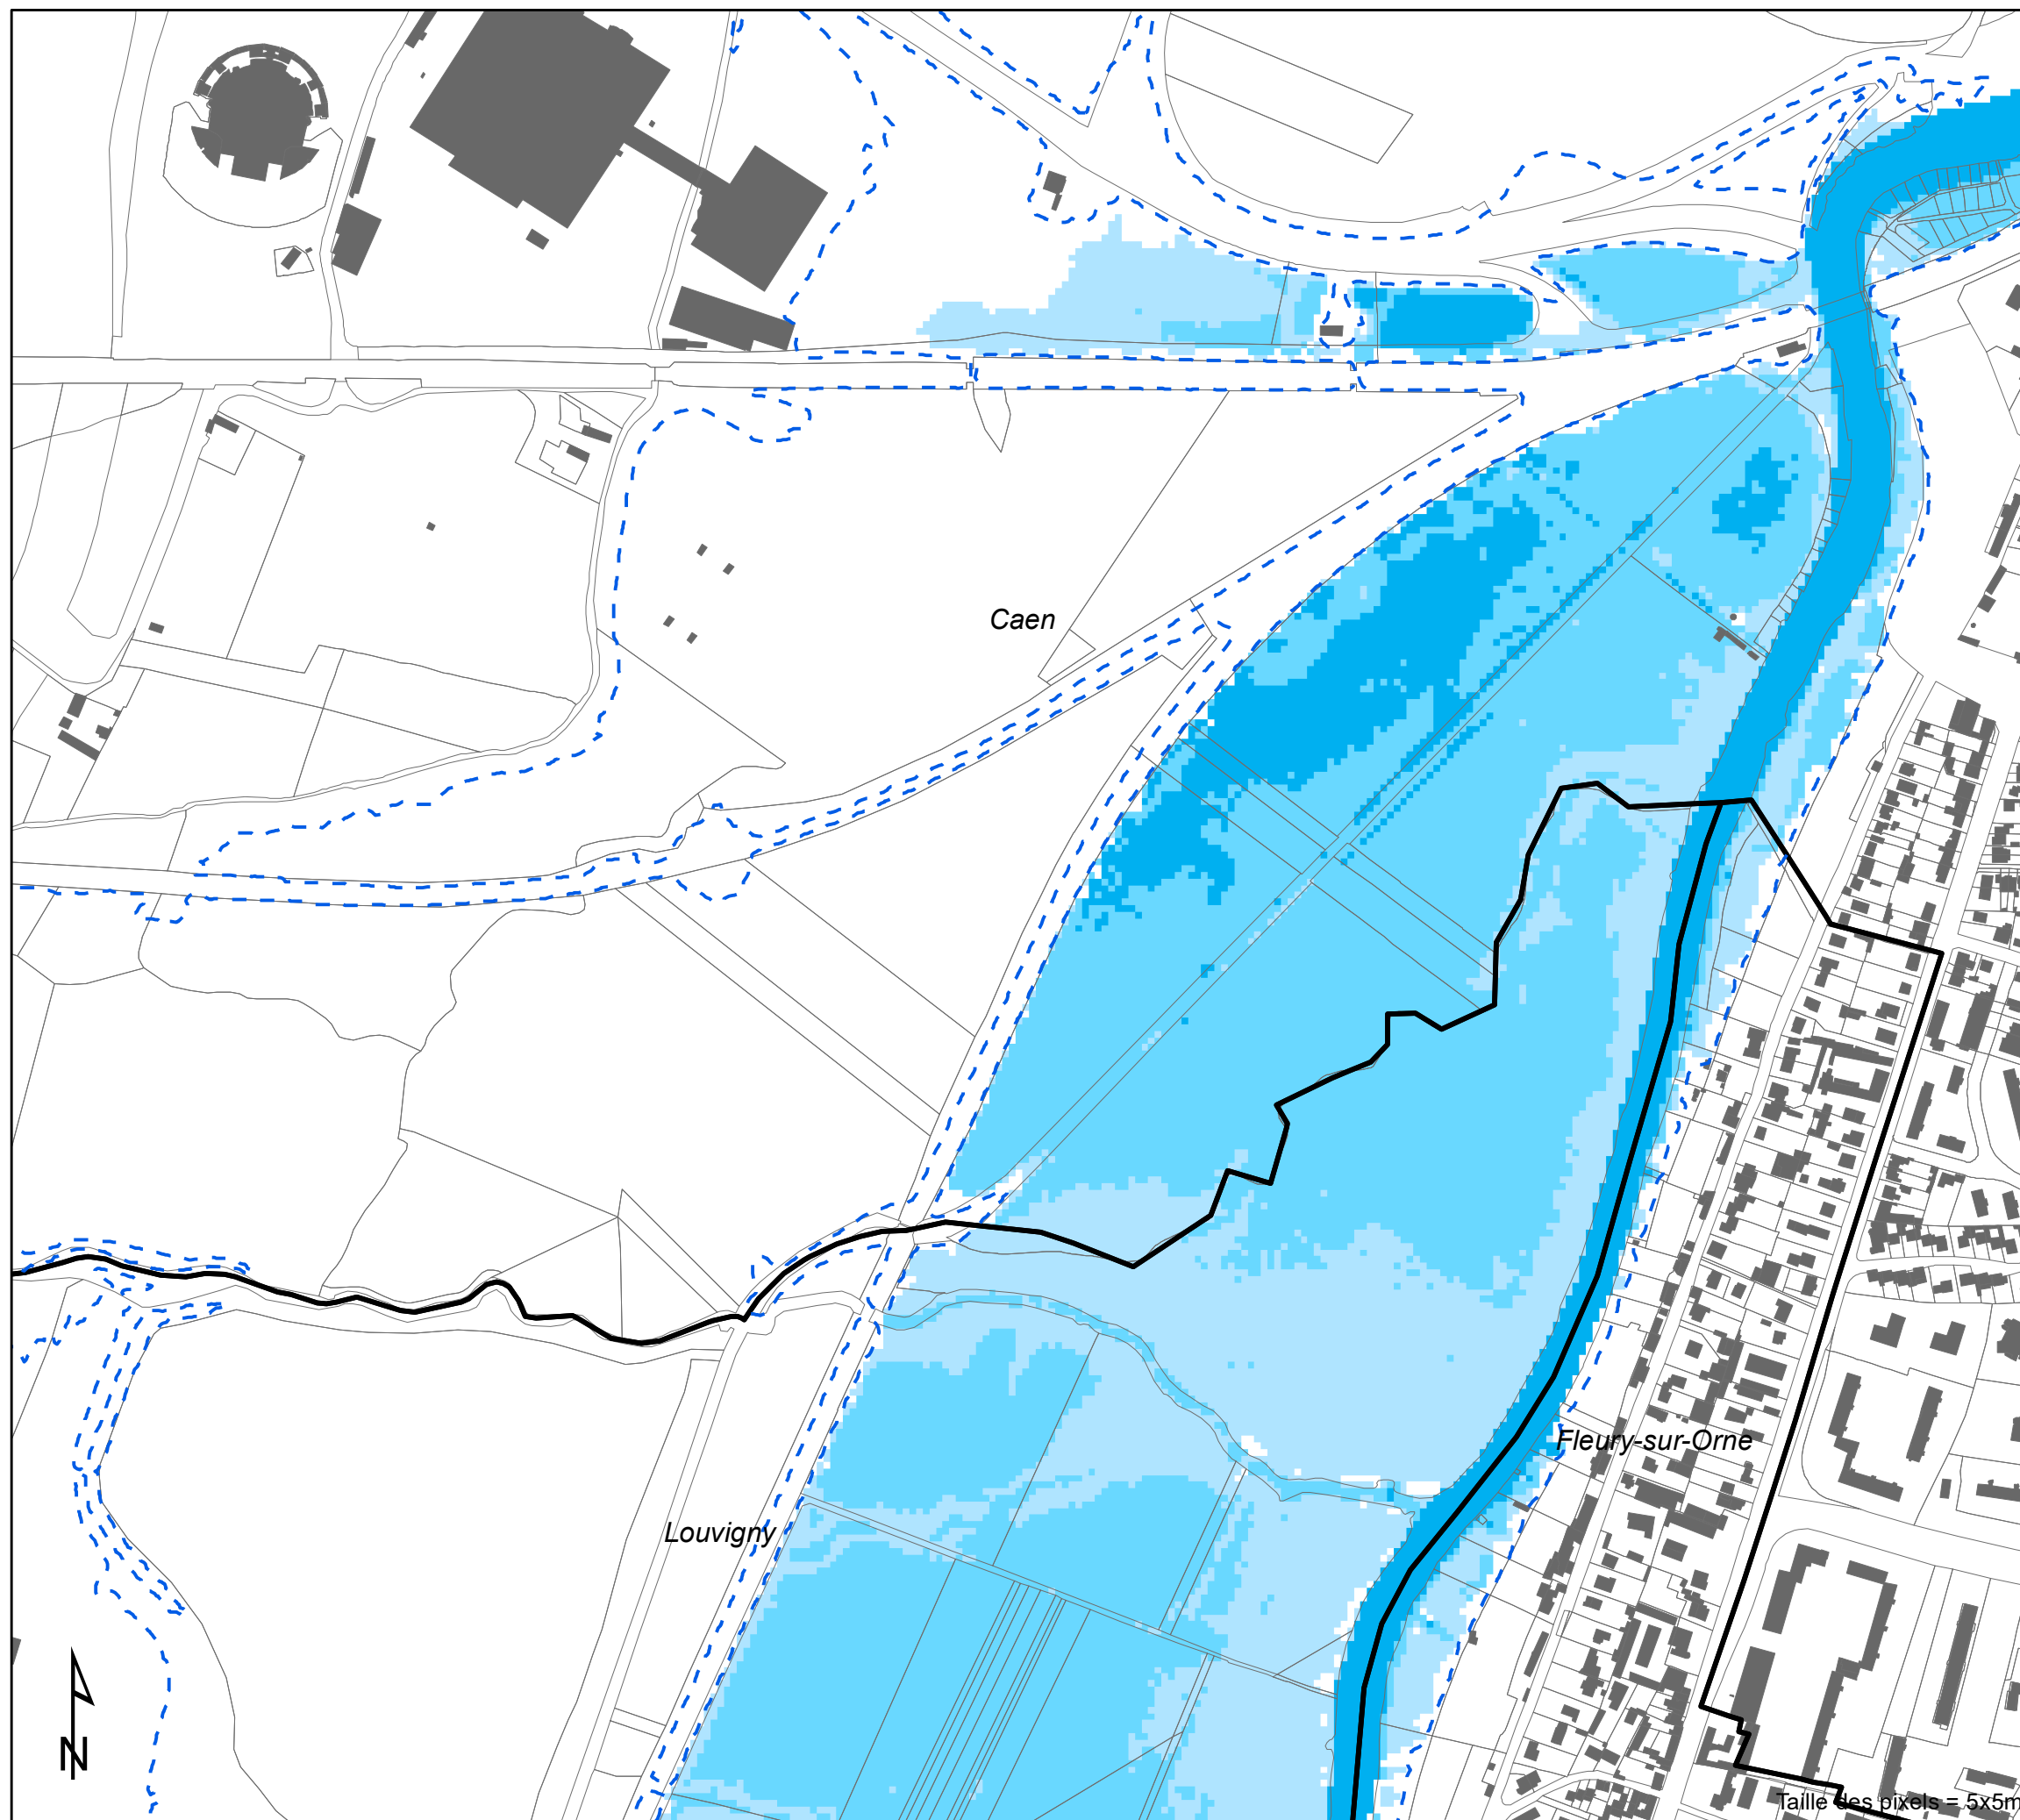 Caen
Fleury-sur-Orne
Louvigny
N
Taille des pixels = 5x5m